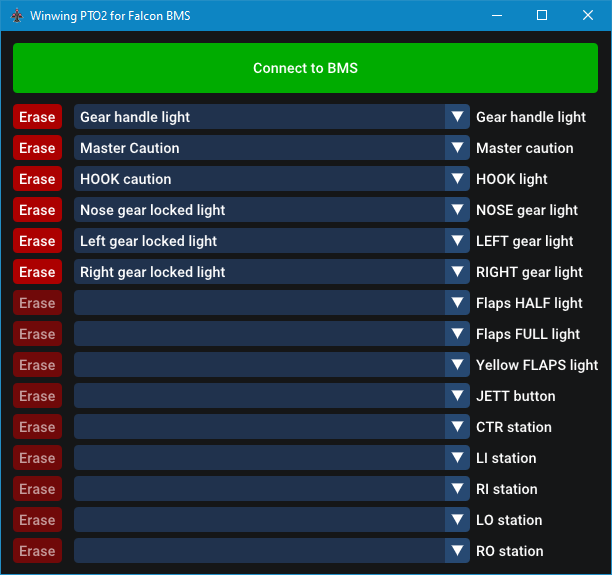 Winwing PTO2 for Falcon BMS
Connect to BMS
Erase Gear handle light Gear handle light
Erase Master Caution Master caution
Erase HOOK caution HOOK light
Erase Nose gear locked light NOSE gear light
Erase Left gear locked light LEFT gear light
Erase Right gear locked light RIGHT gear light
Erase Flaps HALF light
Erase Flaps FULL light
Erase Yellow FLAPS light
Erase JETT button
Erase CTR station
Erase LI station
Erase RI station
Erase LO station
Erase RO station